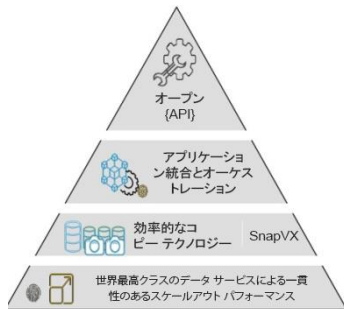 オープン
{API}
アプリケーショ
ン統合とオーケス
トレーション
効率的なコ
ピー テクノロジー
SnapVX
世界最高クラスのデータ サービスによる一貫
性のあるスケールアウト パフォーマンス